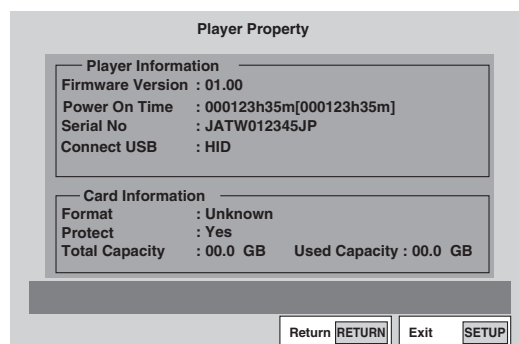 Player Property
Player Information
Firmware Version : 01.00
Power On Time : 000123h35m[000123h35m]
Serial No : JATW012345JP
Connect USB : HID
Card Information
Format : Unknown
Protect : Yes
Total Capacity : 00.0 GB Used Capacity : 00.0 GB
Return RETURN Exit SETUP